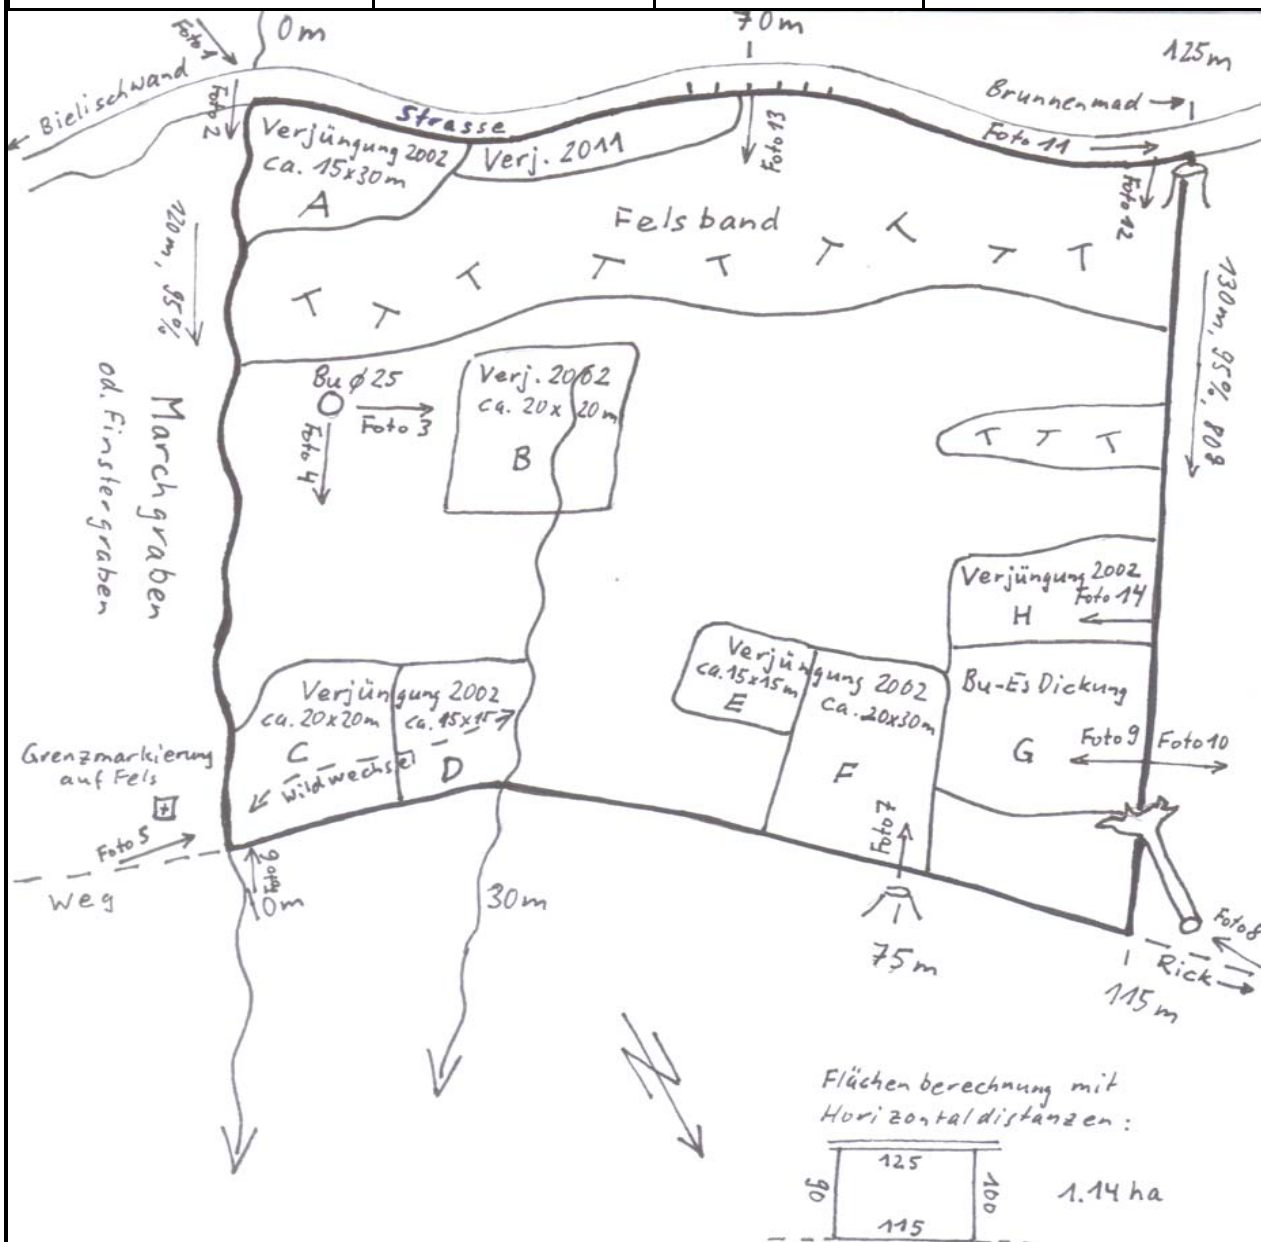 0m
70m
125m
Foto 1
Bielischwand
Foto 2
Strasse
Brunnenmad
Foto 11
Foto 12
Foto 13
Verjüngung 2002
ca. 15x30m
A
Verj. 2011
Felsband
120m, 95%
130m, 95%, 80g
Marchgraben
od. Finstergraben
Bu ϕ 25
Foto 3
Foto 4
Verj. 2002
ca. 20x20m
B
Verjüngung 2002
Foto 14
H
Verjüngung 2002
ca. 20x20m
ca. 15x15
C
D
Wildwechsel
Verjüngung 2002
ca. 15x15m
ca. 20x30m
E
F
Bu-Es Dickung
G
Foto 9
Foto 10
Grenzmarkierung
auf Fels
Foto 5
Weg
Foto 6
0m
30m
Foto 7
75m
Foto 8
Rick
115m
Flächenberechnung mit
Horizontaldistanzen:
125
90
100
1.14 ha
115